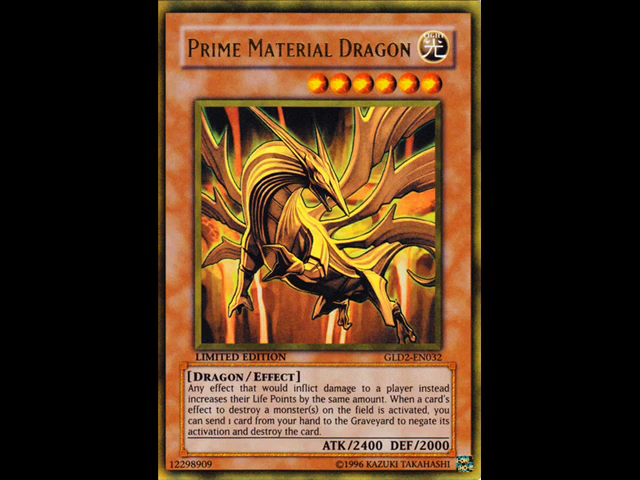 PRIME MATERIAL DRAGON
LIGHT
光
LIMITED EDITION
GLD2-EN032
[DRAGON/EFFECT]
Any effect that would inflict damage to a player instead
increases their Life Points by the same amount. When a card's
effect to destroy a monster(s) on the field is activated, you
can send 1 card from your hand to the Graveyard to negate its
activation and destroy the card.
ATK/2400 DEF/2000
12298909
©1996 KAZUKI TAKAHASHI